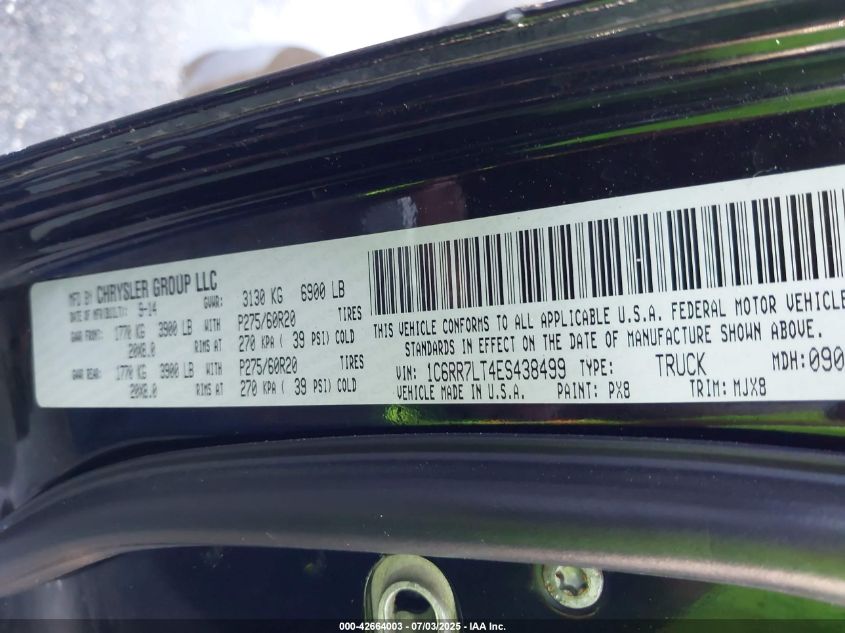 MFD BY CHRYSLER GROUP LLC
DATE OF MFR(BUILT): 9-14 GVWR: 3130 KG 6900 LB
GAWR FRONT: 1770 KG 3900 LB WITH P275/60R20 TIRES
20X8.0 RIMS AT 270 KPA ( 39 PSI) COLD
GAWR REAR: 1770 KG 3900 LB WITH P275/60R20 TIRES
20X8.0 RIMS AT 270 KPA ( 39 PSI) COLD
THIS VEHICLE CONFORMS TO ALL APPLICABLE U.S.A. FEDERAL MOTOR VEHICLE
STANDARDS IN EFFECT ON THE DATE OF MANUFACTURE SHOWN ABOVE.
VIN: 1C6RR7LT4ES438499 TYPE: TRUCK MDH:090
VEHICLE MADE IN U.S.A. PAINT: PX8 TRIM: MJX8
000-42664003 - 07/03/2025 - IAA Inc.